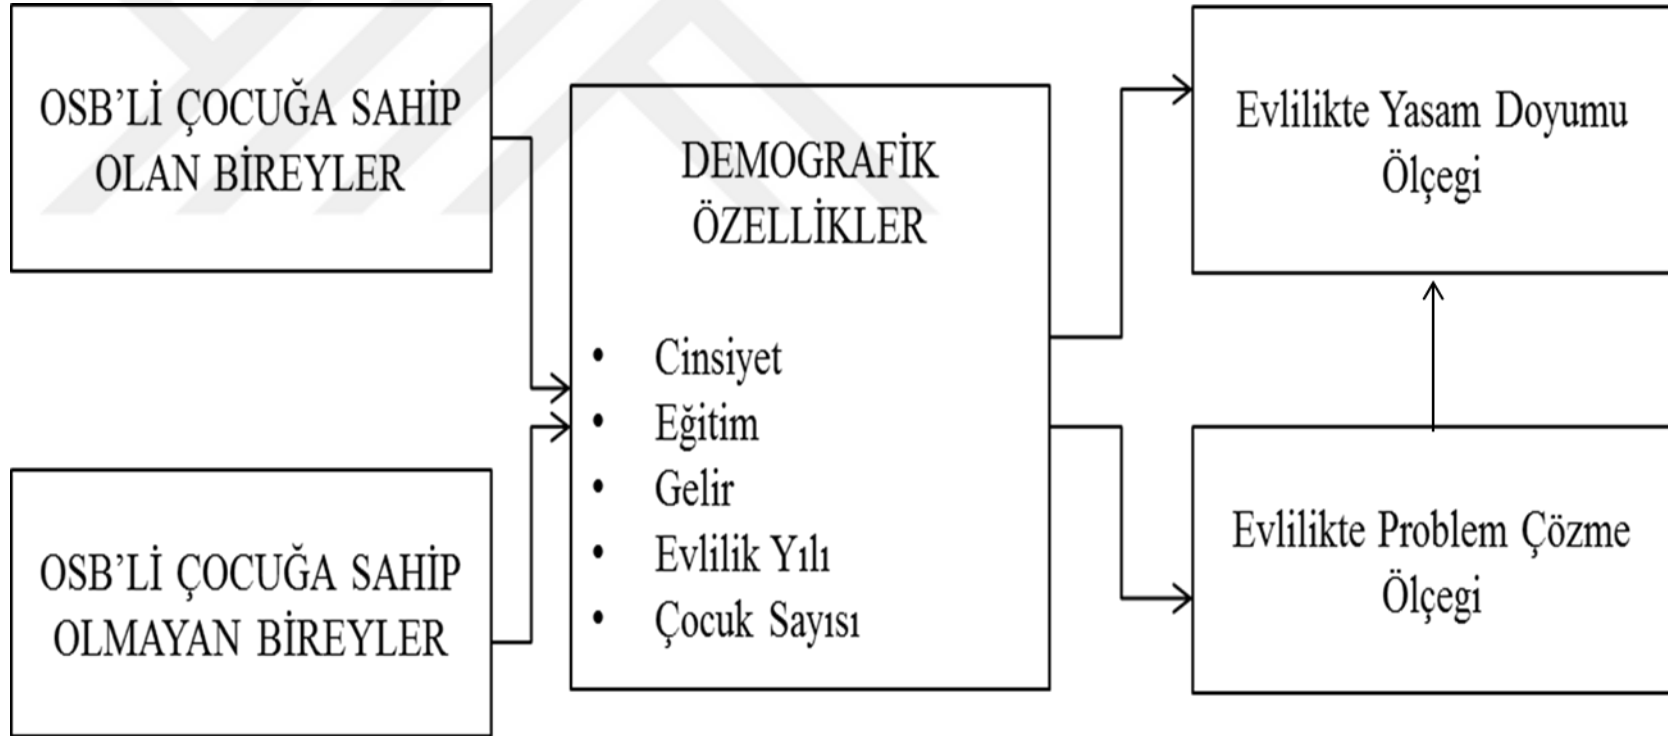 OSB’Lİ ÇOCUĞA SAHİP
OLAN BİREYLER
OSB’Lİ ÇOCUĞA SAHİP
OLMAYAN BİREYLER
DEMOGRAFİK
ÖZELLİKLER
• Cinsiyet
• Eğitim
• Gelir
• Evlilik Yılı
• Çocuk Sayısı
Evlilikte Yasam Doyumu
Ölçegi
Evlilikte Problem Çözme
Ölçegi